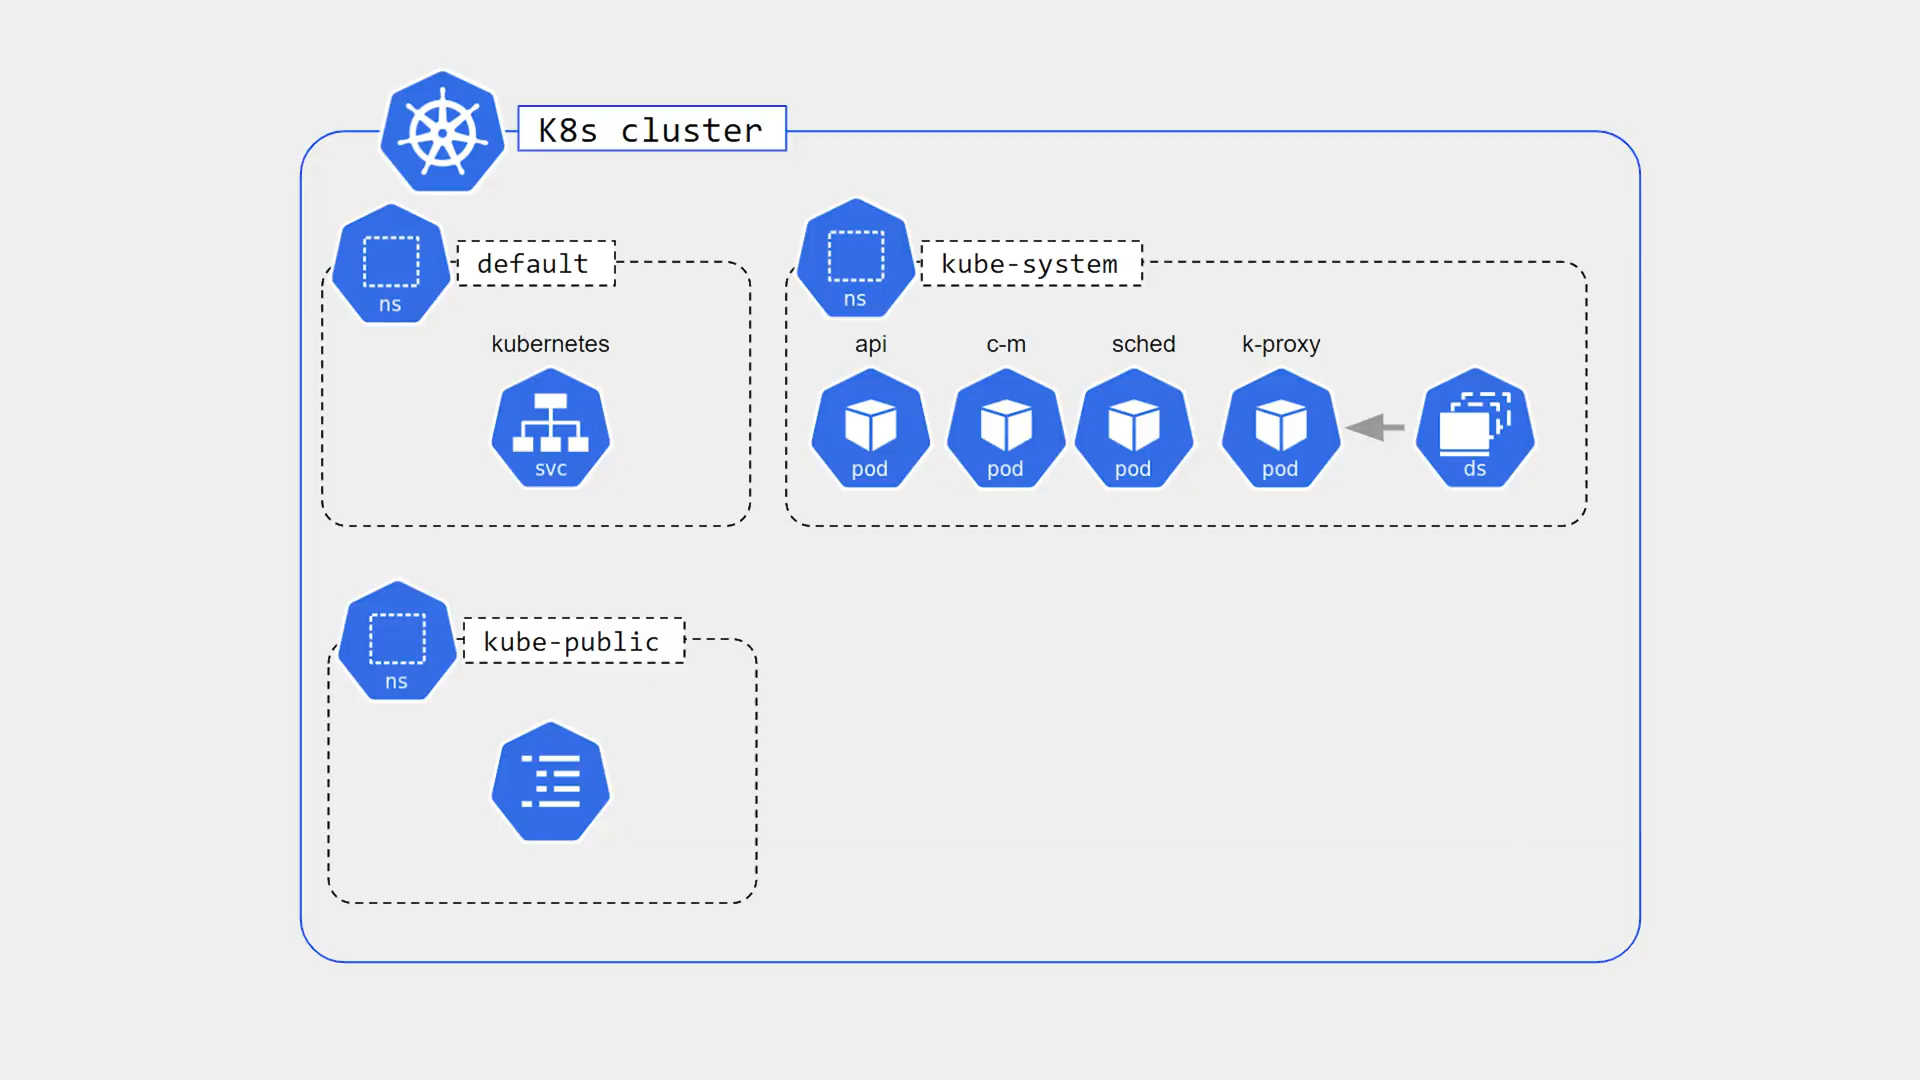 K8s cluster
ns
default
kubernetes
svc
ns
kube-system
api
c-m
sched
k-proxy
pod
pod
pod
pod
ds
ns
kube-public